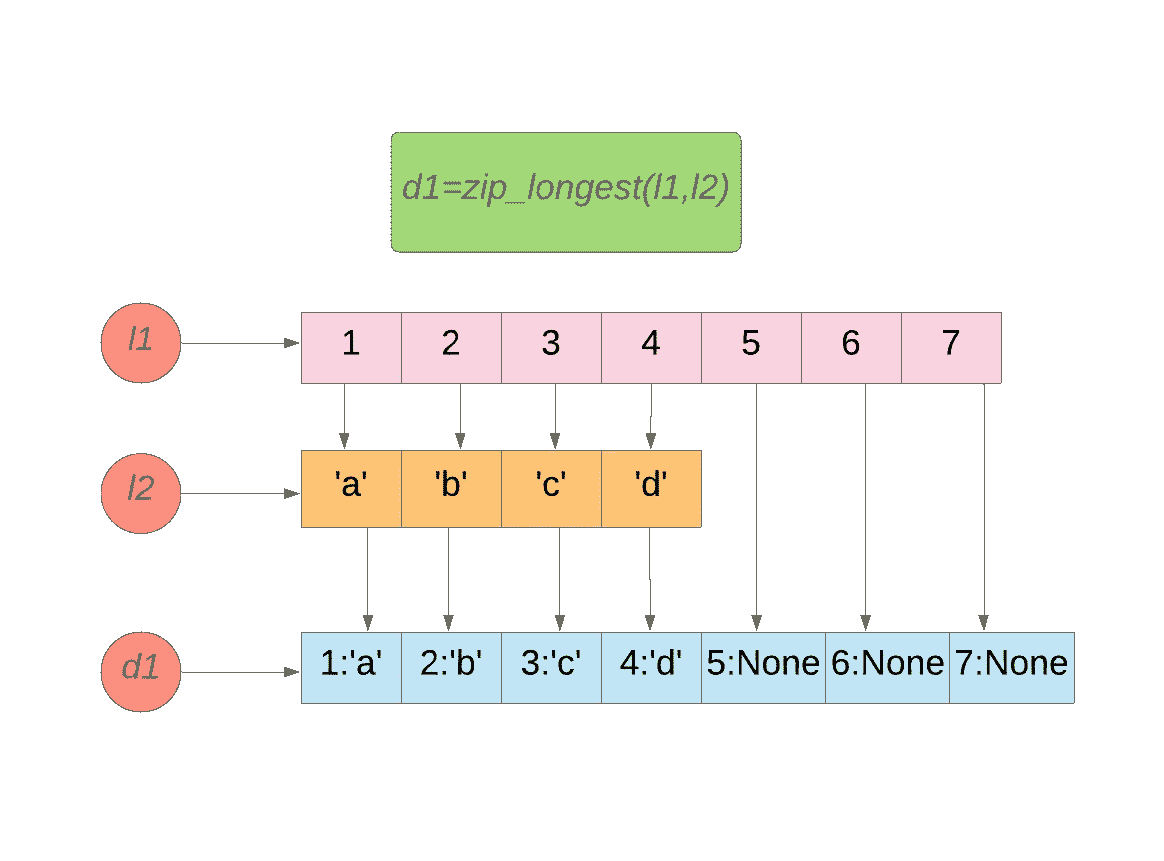 d1=zip_longest(l1,l2)
l1 1 2 3 4 5 6 7
l2 'a' 'b' 'c' 'd'
d1 1:'a' 2:'b' 3:'c' 4:'d' 5:None 6:None 7:None